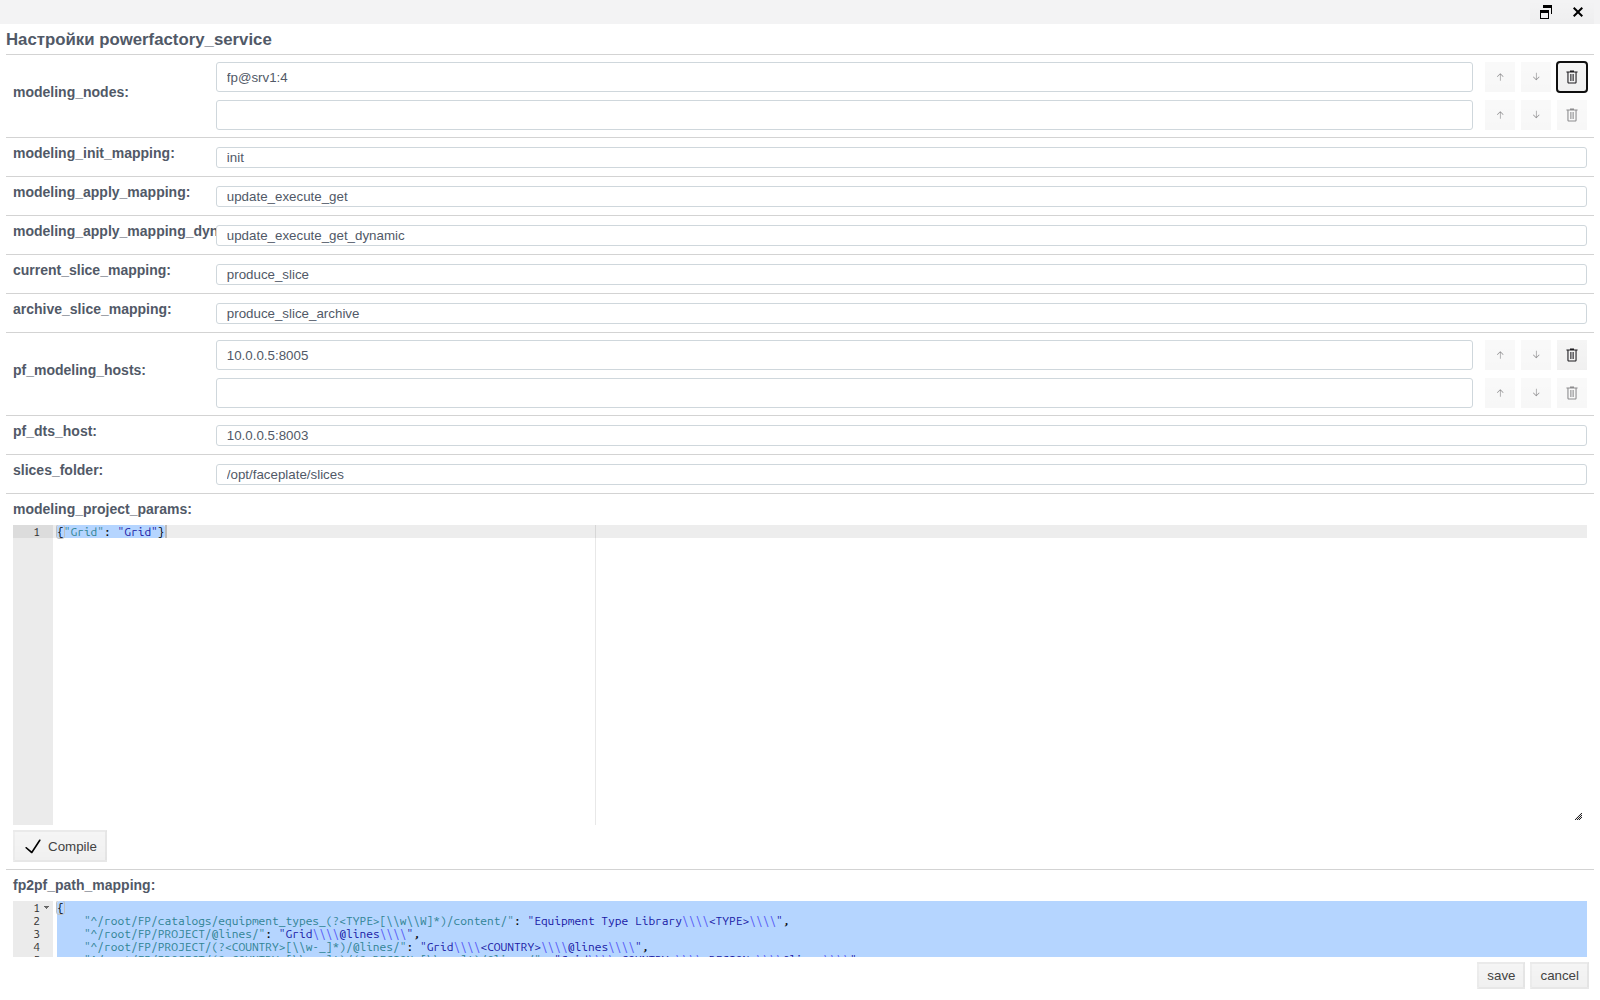 Настройки powerfactory_service
modeling_nodes:
fp@srv1:4
modeling_init_mapping:
init
modeling_apply_mapping:
update_execute_get
modeling_apply_mapping_dyn
update_execute_get_dynamic
current_slice_mapping:
produce_slice
archive_slice_mapping:
produce_slice_archive
pf_modeling_hosts:
10.0.0.5:8005
pf_dts_host:
10.0.0.5:8003
slices_folder:
/opt/faceplate/slices
modeling_project_params:
1 {"Grid": "Grid"}
Compile
fp2pf_path_mapping:
1 {
2 "^/root/FP/catalogs/equipment_types_(?<TYPE>[\\w\\W]*)/content/": "Equipment Type Library\\\\<TYPE>\\\\",
3 "^/root/FP/PROJECT/@lines/": "Grid\\\\@lines\\\\",
4 "^/root/FP/PROJECT/(?<COUNTRY>[\\w-_]*)/@lines/": "Grid\\\\<COUNTRY>\\\\@lines\\\\",
save
cancel